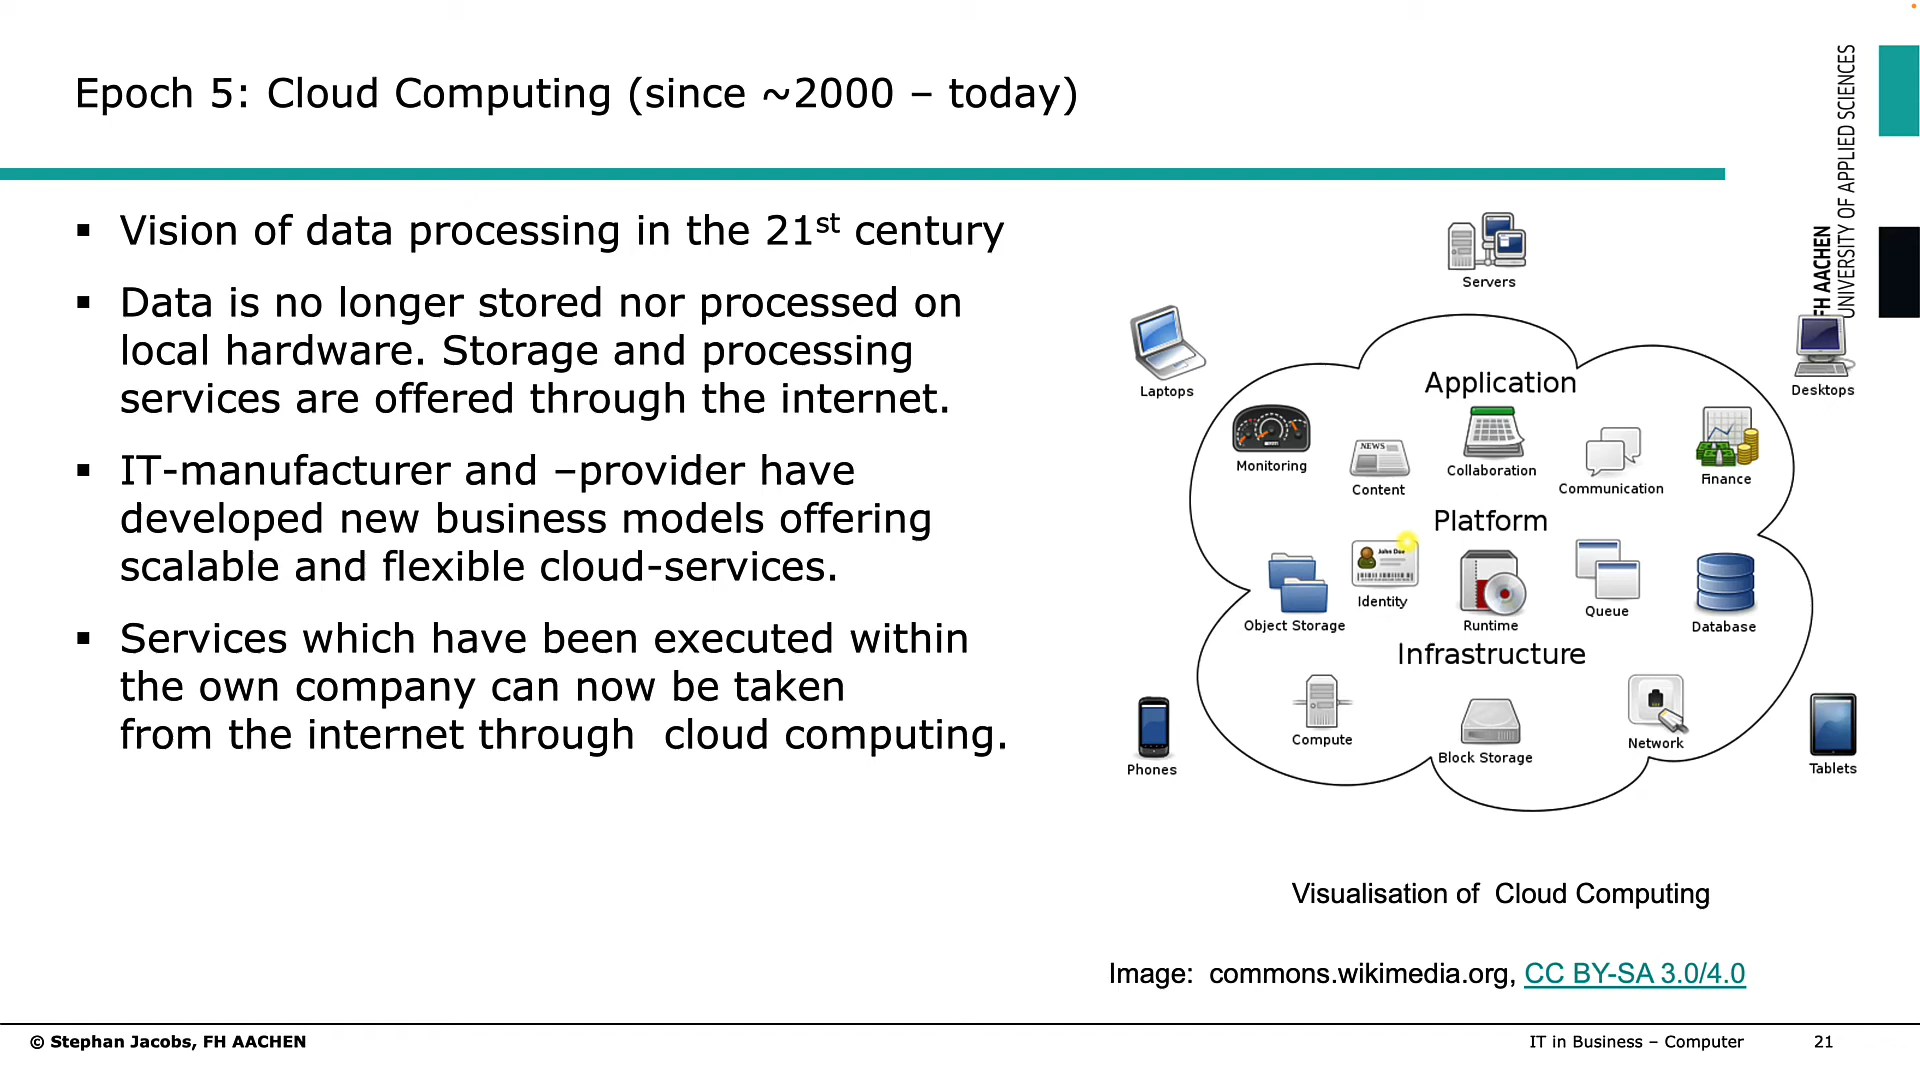 Epoch 5: Cloud Computing (since ~2000 – today)
▪ Vision of data processing in the 21st century
▪ Data is no longer stored nor processed on
local hardware. Storage and processing
services are offered through the internet.
▪ IT-manufacturer and –provider have
developed new business models offering
scalable and flexible cloud-services.
▪ Services which have been executed within
the own company can now be taken
from the internet through  cloud computing.
Servers
Laptops
Desktops
Application
Monitoring
Content
NEWS
Collaboration
Communication
Finance
Platform
Object Storage
John Doe
Identity
Runtime
Queue
Database
Infrastructure
Compute
Block Storage
Network
Phones
Tablets
Visualisation of  Cloud Computing
Image:  commons.wikimedia.org, CC BY-SA 3.0/4.0
FH AACHEN
UNIVERSITY OF APPLIED SCIENCES
© Stephan Jacobs, FH AACHEN
IT in Business – Computer
21